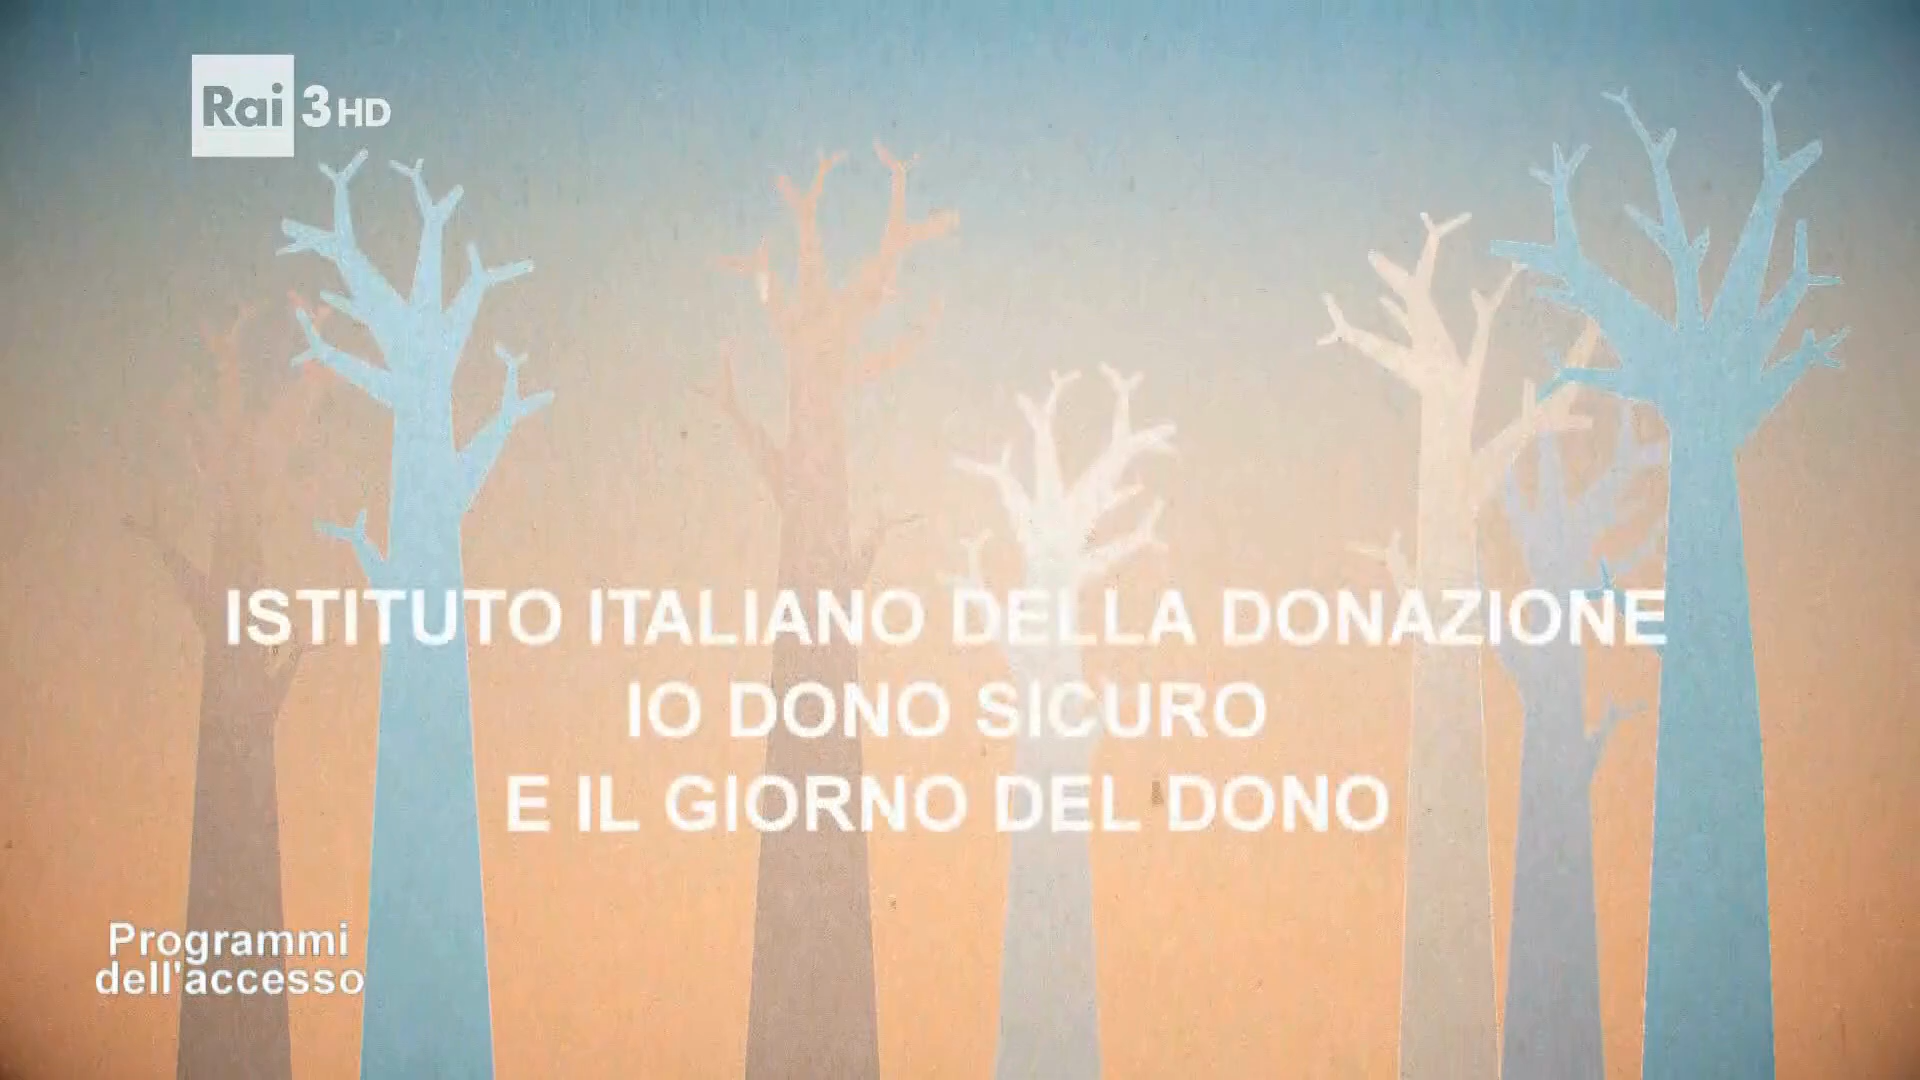 Rai 3 HD
ISTITUTO ITALIANO DELLA DONAZIONE
IO DONO SICURO
E IL GIORNO DEL DONO
Programmi
dell'accesso